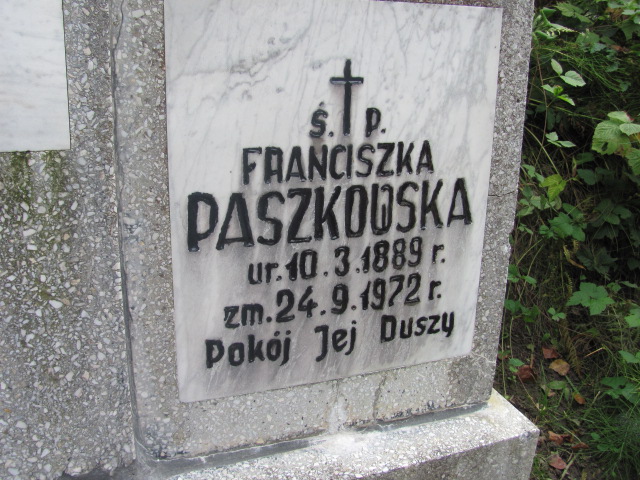 ś. p.
FRANCISZKA
PASZKOWSKA
ur. 10.3.1889 r.
zm. 24.9.1972 r.
Pokój Jej Duszy